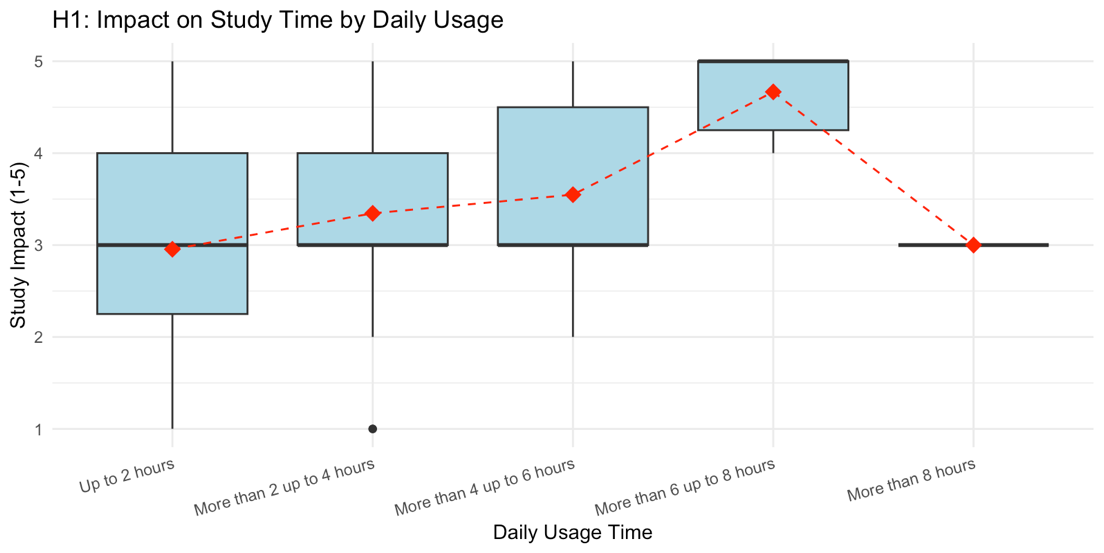 H1: Impact on Study Time by Daily Usage
Study Impact (1-5)
5
4
3
2
1
Up to 2 hours
More than 2 up to 4 hours
More than 4 up to 6 hours
More than 6 up to 8 hours
More than 8 hours
Daily Usage Time